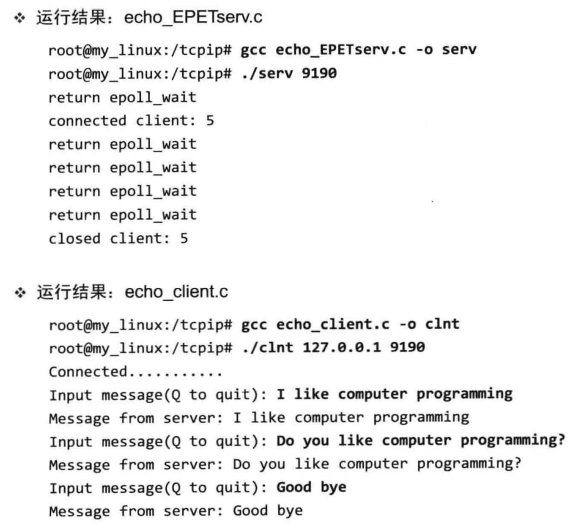 ❖ 运行结果：echo_EPETserv.c
root@my_linux:/tcpip# gcc echo_EPETserv.c -o serv
root@my_linux:/tcpip# ./serv 9190
return epoll_wait
connected client: 5
return epoll_wait
return epoll_wait
return epoll_wait
return epoll_wait
closed client: 5
❖ 运行结果：echo_client.c
root@my_linux:/tcpip# gcc echo_client.c -o clnt
root@my_linux:/tcpip# ./clnt 127.0.0.1 9190
Connected...........
Input message(Q to quit): I like computer programming
Message from server: I like computer programming
Input message(Q to quit): Do you like computer programming?
Message from server: Do you like computer programming?
Input message(Q to quit): Good bye
Message from server: Good bye